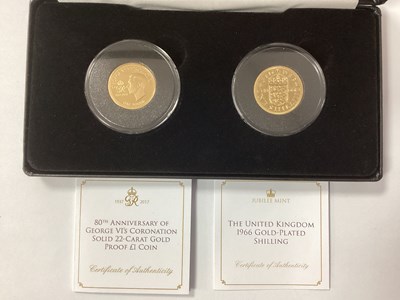 1937 2017
GR
80TH ANNIVERSARY OF
GEORGE VI'S CORONATION
SOLID 22-CARAT GOLD
PROOF £1 COIN
Certificate of Authenticity
JUBILEE MINT
THE UNITED KINGDOM
1966 GOLD-PLATED
SHILLING
Certificate of Authenticity